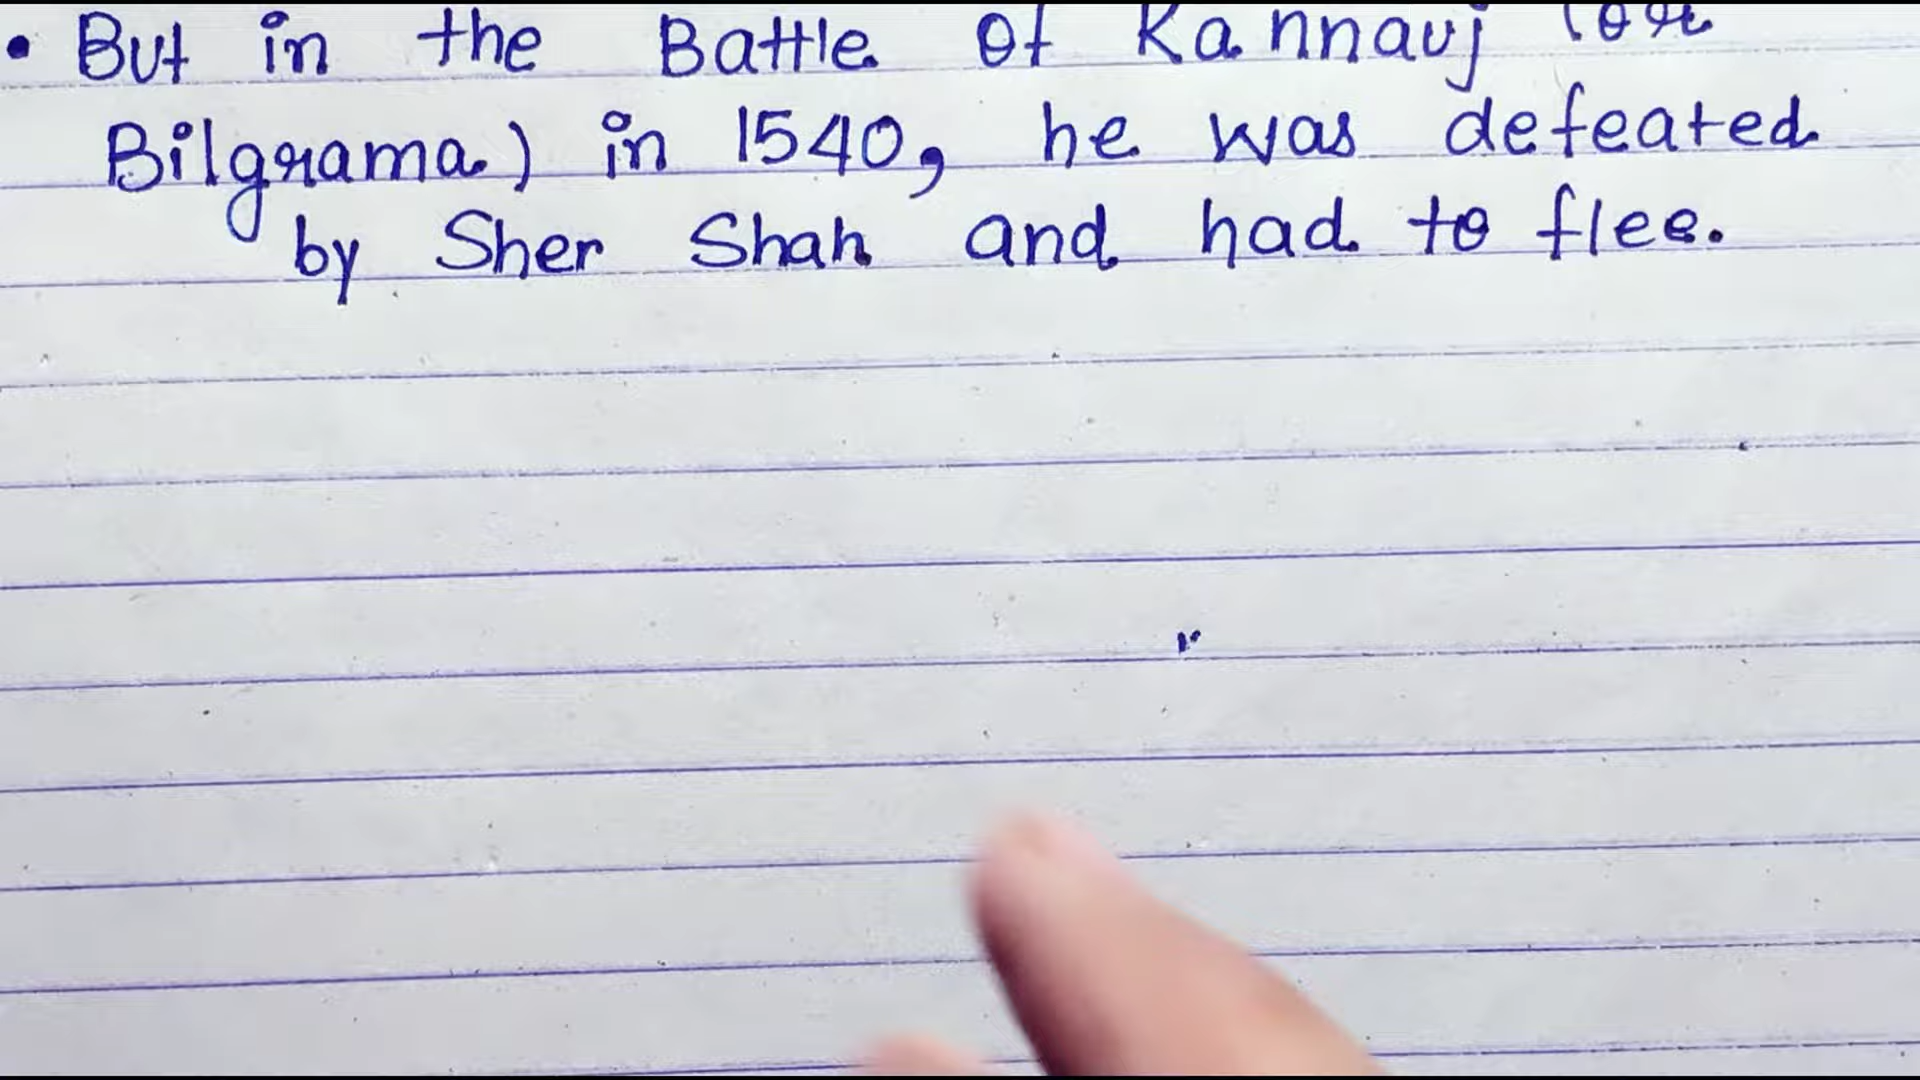 • But in the Battle of Kannauj (or
Bilgrama) in 1540, he was defeated
by Sher Shah and had to flee.